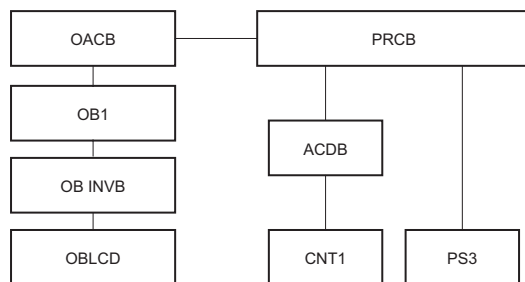 OACB
PRCB
OB1
ACDB
OB INVB
OBLCD
CNT1
PS3